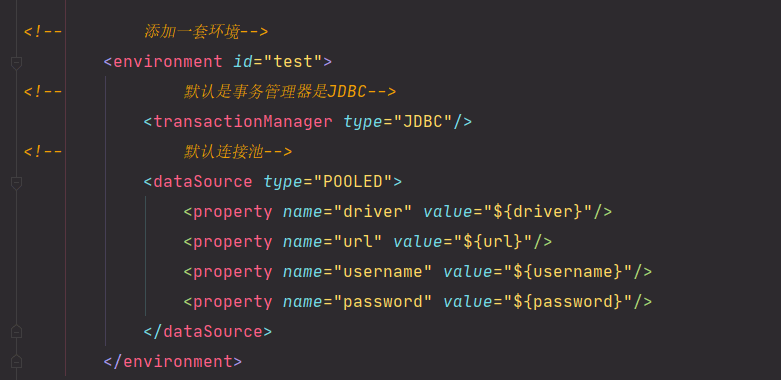 <!--        添加一套环境-->
        <environment id="test">
<!--            默认是事务管理器是JDBC-->
            <transactionManager type="JDBC"/>
<!--            默认连接池-->
            <dataSource type="POOLED">
                <property name="driver" value="${driver}"/>
                <property name="url" value="${url}"/>
                <property name="username" value="${username}"/>
                <property name="password" value="${password}"/>
            </dataSource>
        </environment>